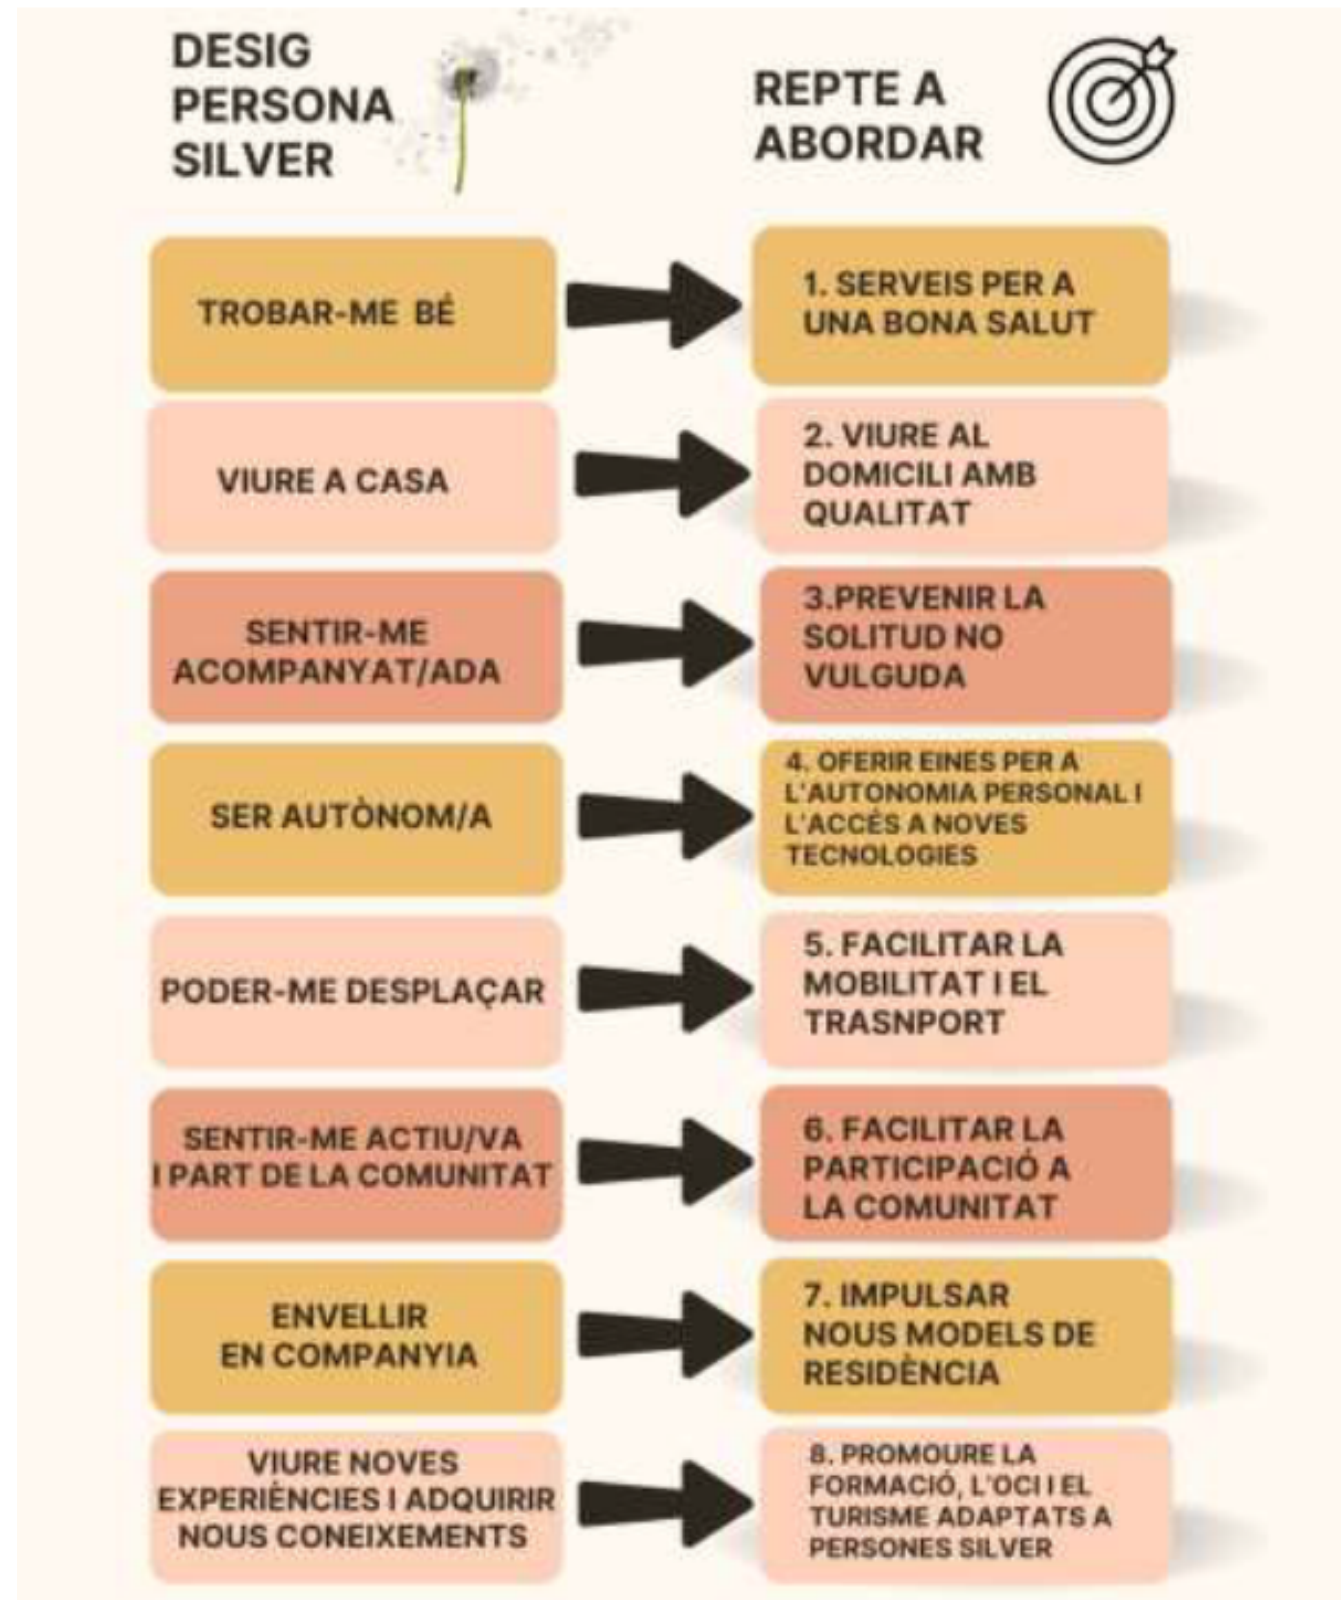 DESIG
PERSONA
SILVER
REPTE A
ABORDAR
TROBAR-ME BÉ
1. SERVEIS PER A
UNA BONA SALUT
VIURE A CASA
2. VIURE AL
DOMICILI AMB
QUALITAT
SENTIR-ME
ACOMPANYAT/ADA
3.PREVENIR LA
SOLITUD NO
VULGUDA
SER AUTÒNOM/A
4. OFERIR EINES PER A
L'AUTONOMIA PERSONAL I
L'ACCÉS A NOVES
TECNOLOGIES
PODER-ME DESPLAÇAR
5. FACILITAR LA
MOBILITAT I EL
TRASNPORT
SENTIR-ME ACTIU/VA
I PART DE LA COMUNITAT
6. FACILITAR LA
PARTICIPACIÓ A
LA COMUNITAT
ENVELLIR
EN COMPANYIA
7. IMPULSAR
NOUS MODELS DE
RESIDÈNCIA
VIURE NOVES
EXPERIÈNCIES I ADQUIRIR
NOUS CONEIXEMENTS
8. PROMOURE LA
FORMACIÓ, L'OCI I EL
TURISME ADAPTATS A
PERSONES SILVER